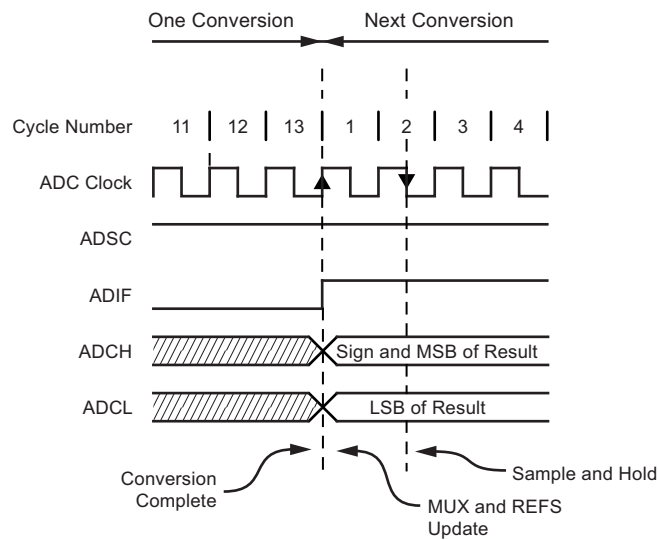 One Conversion
Next Conversion
Cycle Number
11
12
13
1
2
3
4
ADC Clock
ADSC
ADIF
ADCH
Sign and MSB of Result
ADCL
LSB of Result
Conversion
Complete
Sample and Hold
MUX and REFS
Update